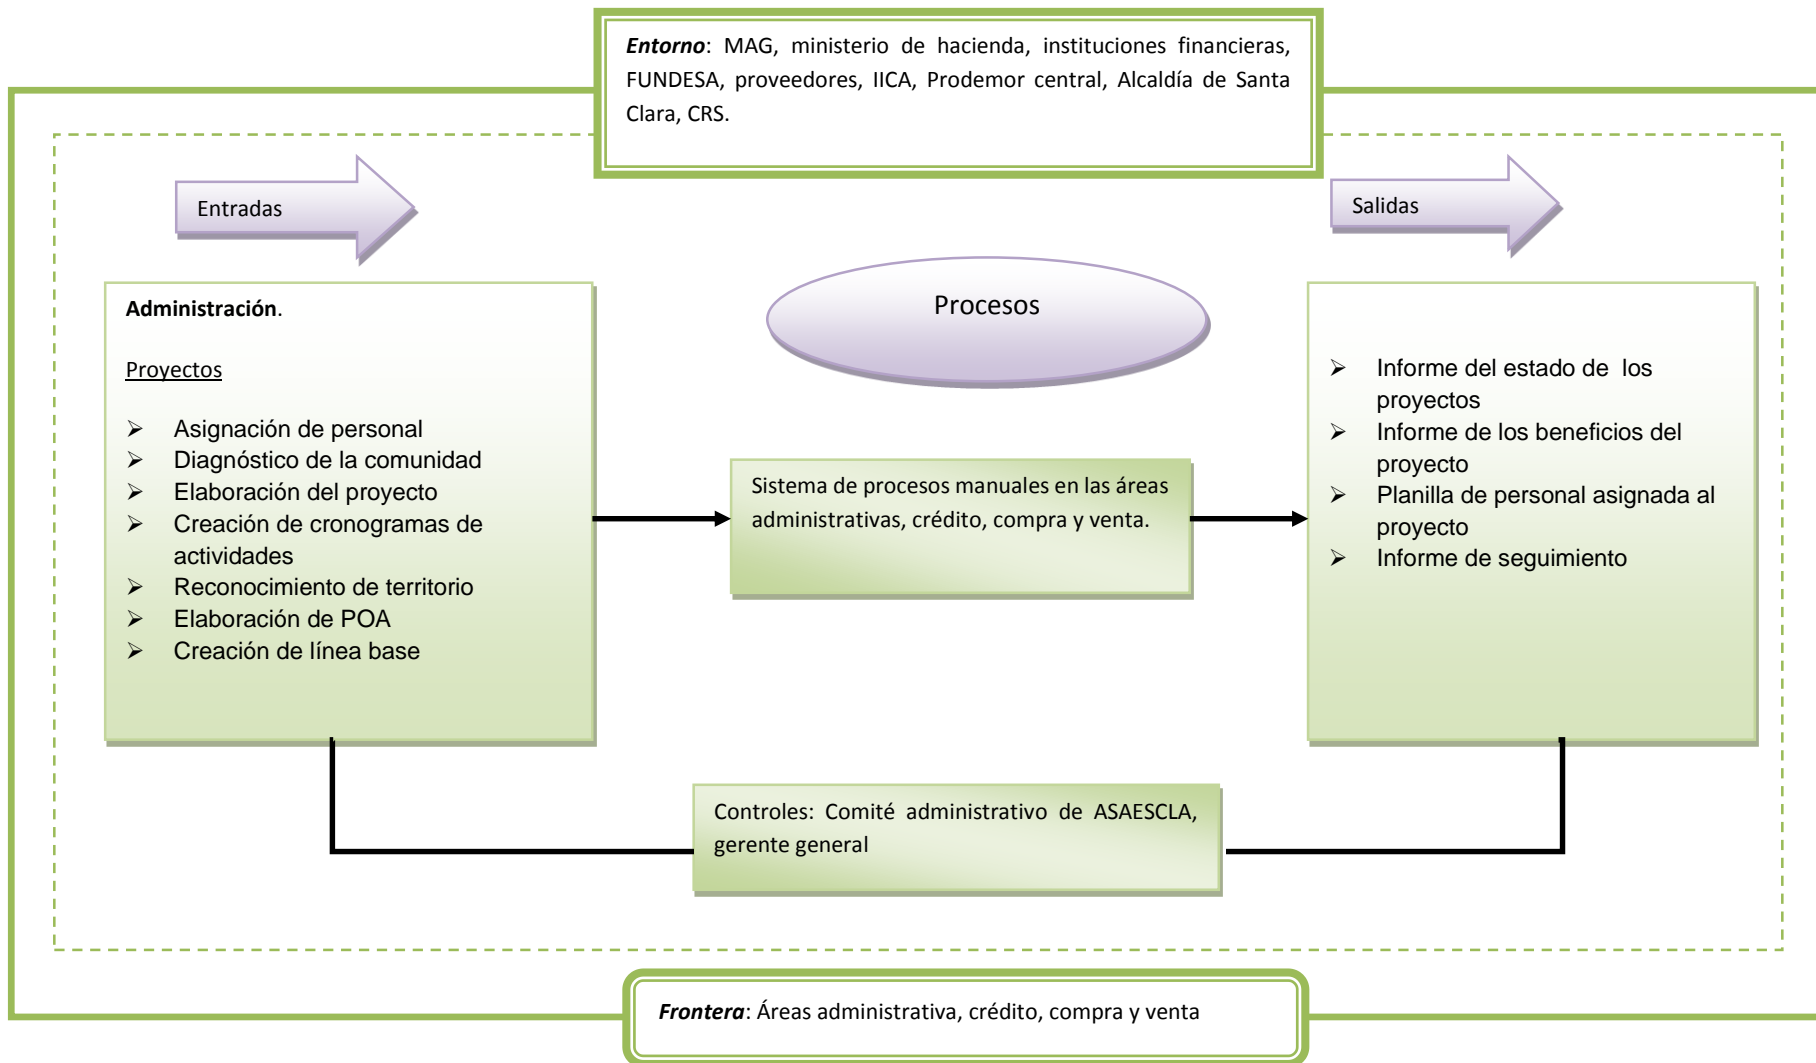 Entorno: MAG, ministerio de hacienda, instituciones financieras,
FUNDESA, proveedores, IICA, Prodemor central, Alcaldía de Santa
Clara, CRS.
Entradas
Salidas
Procesos
Administración.
Proyectos
➢ Asignación de personal
➢ Diagnóstico de la comunidad
➢ Elaboración del proyecto
➢ Creación de cronogramas de
actividades
➢ Reconocimiento de territorio
➢ Elaboración de POA
➢ Creación de línea base
Sistema de procesos manuales en las áreas
administrativas, crédito, compra y venta.
➢ Informe del estado de  los
proyectos
➢ Informe de los beneficios del
proyecto
➢ Planilla de personal asignada al
proyecto
➢ Informe de seguimiento
Controles: Comité administrativo de ASAESCLA,
gerente general
Frontera: Áreas administrativa, crédito, compra y venta